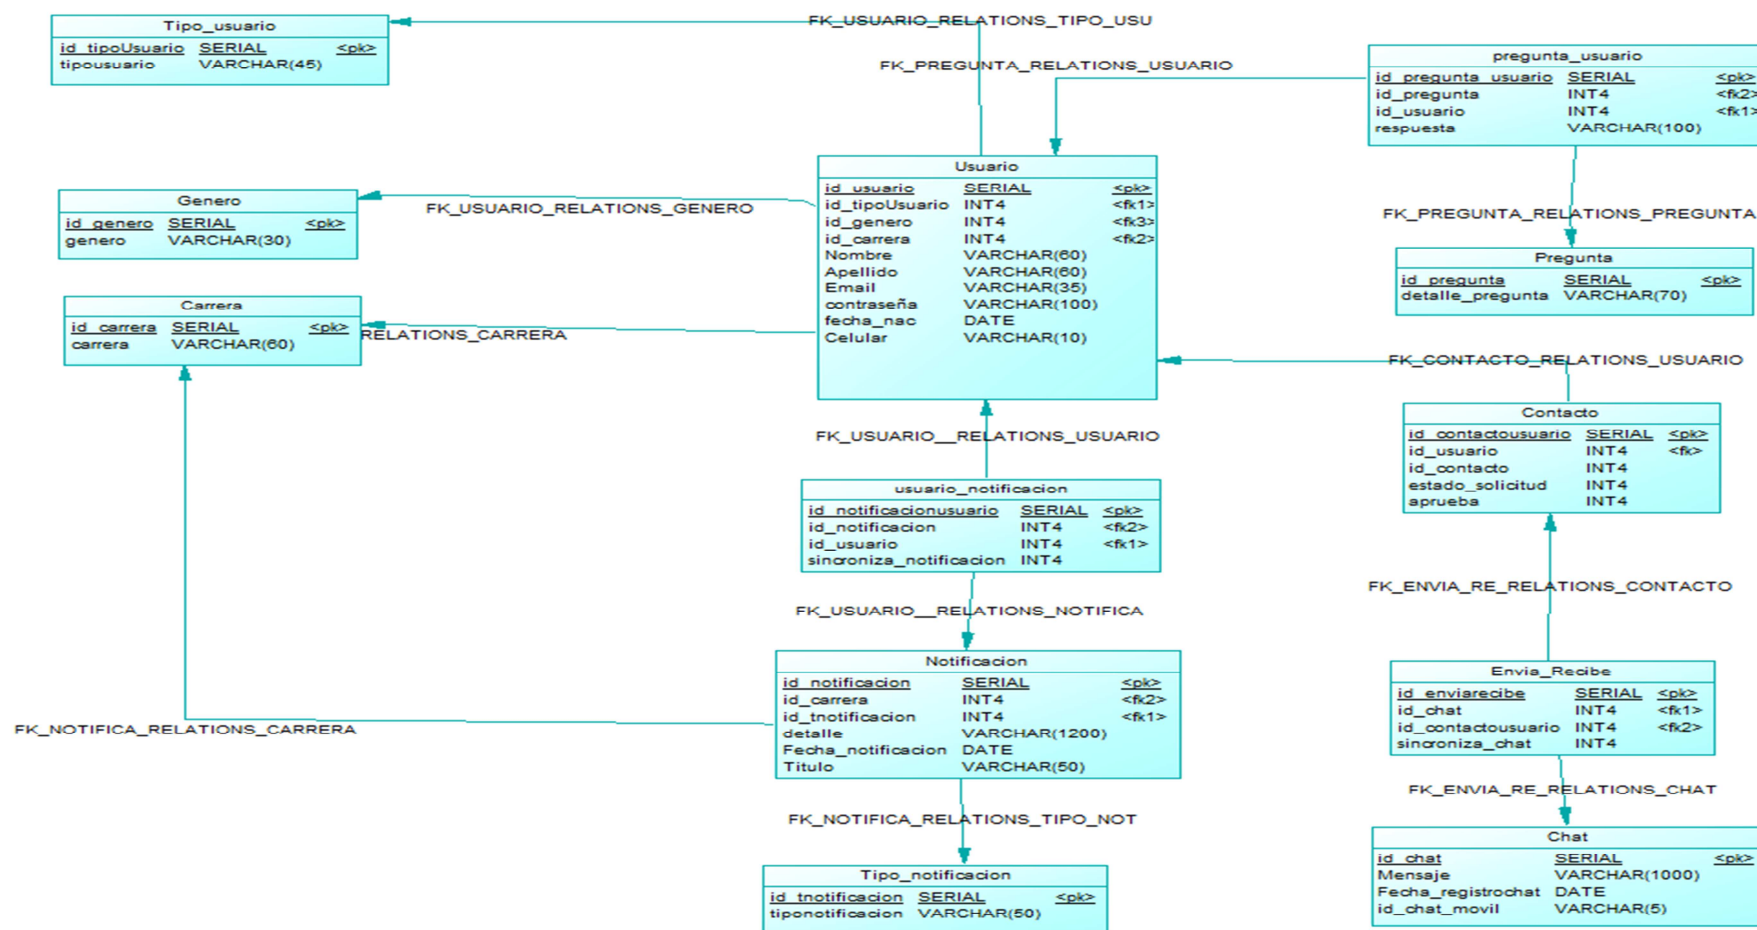 FK_USUARIO_RELATIONS_TIPO_USU
Tipo_usuario
id_tipoUsuario SERIAL <pk>
tipousuario VARCHAR(45)
FK_PREGUNTA_RELATIONS_USUARIO
pregunta_usuario
id_pregunta_usuario SERIAL <pk>
id_pregunta INT4 <fk2>
id_usuario INT4 <fk1>
respuesta VARCHAR(100)
Usuario
id_usuario SERIAL <pk>
id_tipoUsuario INT4 <fk1>
id_genero INT4 <fk3>
id_carrera INT4 <fk2>
Nombre VARCHAR(60)
Apellido VARCHAR(60)
Email VARCHAR(35)
contraseña VARCHAR(100)
fecha_nac DATE
Celular VARCHAR(10)
Genero
id_genero SERIAL <pk>
genero VARCHAR(30)
FK_USUARIO_RELATIONS_GENERO
FK_PREGUNTA_RELATIONS_PREGUNTA
Pregunta
id_pregunta SERIAL <pk>
detalle_pregunta VARCHAR(70)
Carrera
id_carrera SERIAL <pk>
carrera VARCHAR(60)
RELATIONS_CARRERA
FK_CONTACTO_RELATIONS_USUARIO
Contacto
id_contactousuario SERIAL <pk>
id_usuario INT4 <fk>
id_contacto INT4
estado_solicitud INT4
aprueba INT4
FK_USUARIO__RELATIONS_USUARIO
usuario_notificacion
id_notificacionusuario SERIAL <pk>
id_notificacion INT4 <fk2>
id_usuario INT4 <fk1>
sincroniza_notificacion INT4
FK_ENVIA_RE_RELATIONS_CONTACTO
FK_USUARIO__RELATIONS_NOTIFICA
Notificacion
id_notificacion SERIAL <pk>
id_carrera INT4 <fk2>
id_tnotificacion INT4 <fk1>
detalle VARCHAR(1200)
Fecha_notificacion DATE
Titulo VARCHAR(50)
Envia_Recibe
id_enviarecibe SERIAL <pk>
id_chat INT4 <fk1>
id_contactousuario INT4 <fk2>
sincroniza_chat INT4
FK_NOTIFICA_RELATIONS_CARRERA
FK_ENVIA_RE_RELATIONS_CHAT
FK_NOTIFICA_RELATIONS_TIPO_NOT
Chat
id_chat SERIAL <pk>
Mensaje VARCHAR(1000)
Fecha_registrochat DATE
id_chat_movil VARCHAR(5)
Tipo_notificacion
id_tnotificacion SERIAL <pk>
tiponotificacion VARCHAR(50)